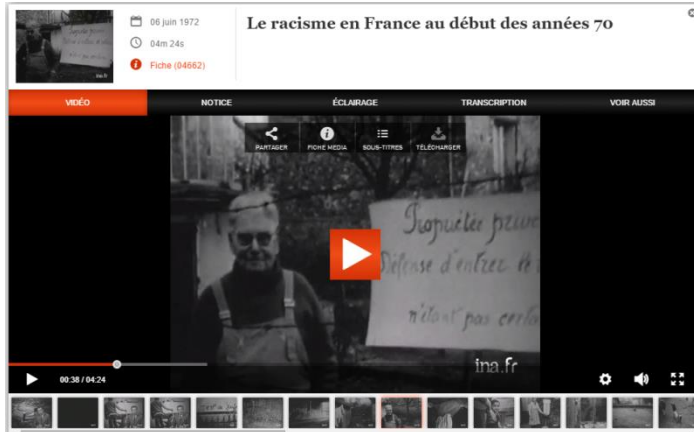 06 juin 1972
Le racisme en France au début des années 70
04m 24s
Fiche (04662)
VIDÉO
NOTICE
ÉCLAIRAGE
TRANSCRIPTION
VOIR AUSSI
PARTAGER
FICHE MEDIA
SOUS-TITRES
TÉLÉCHARGER
Propriétée privée
Défense d'entrer le
n'étant pas
ina.fr
00:38 / 04:24